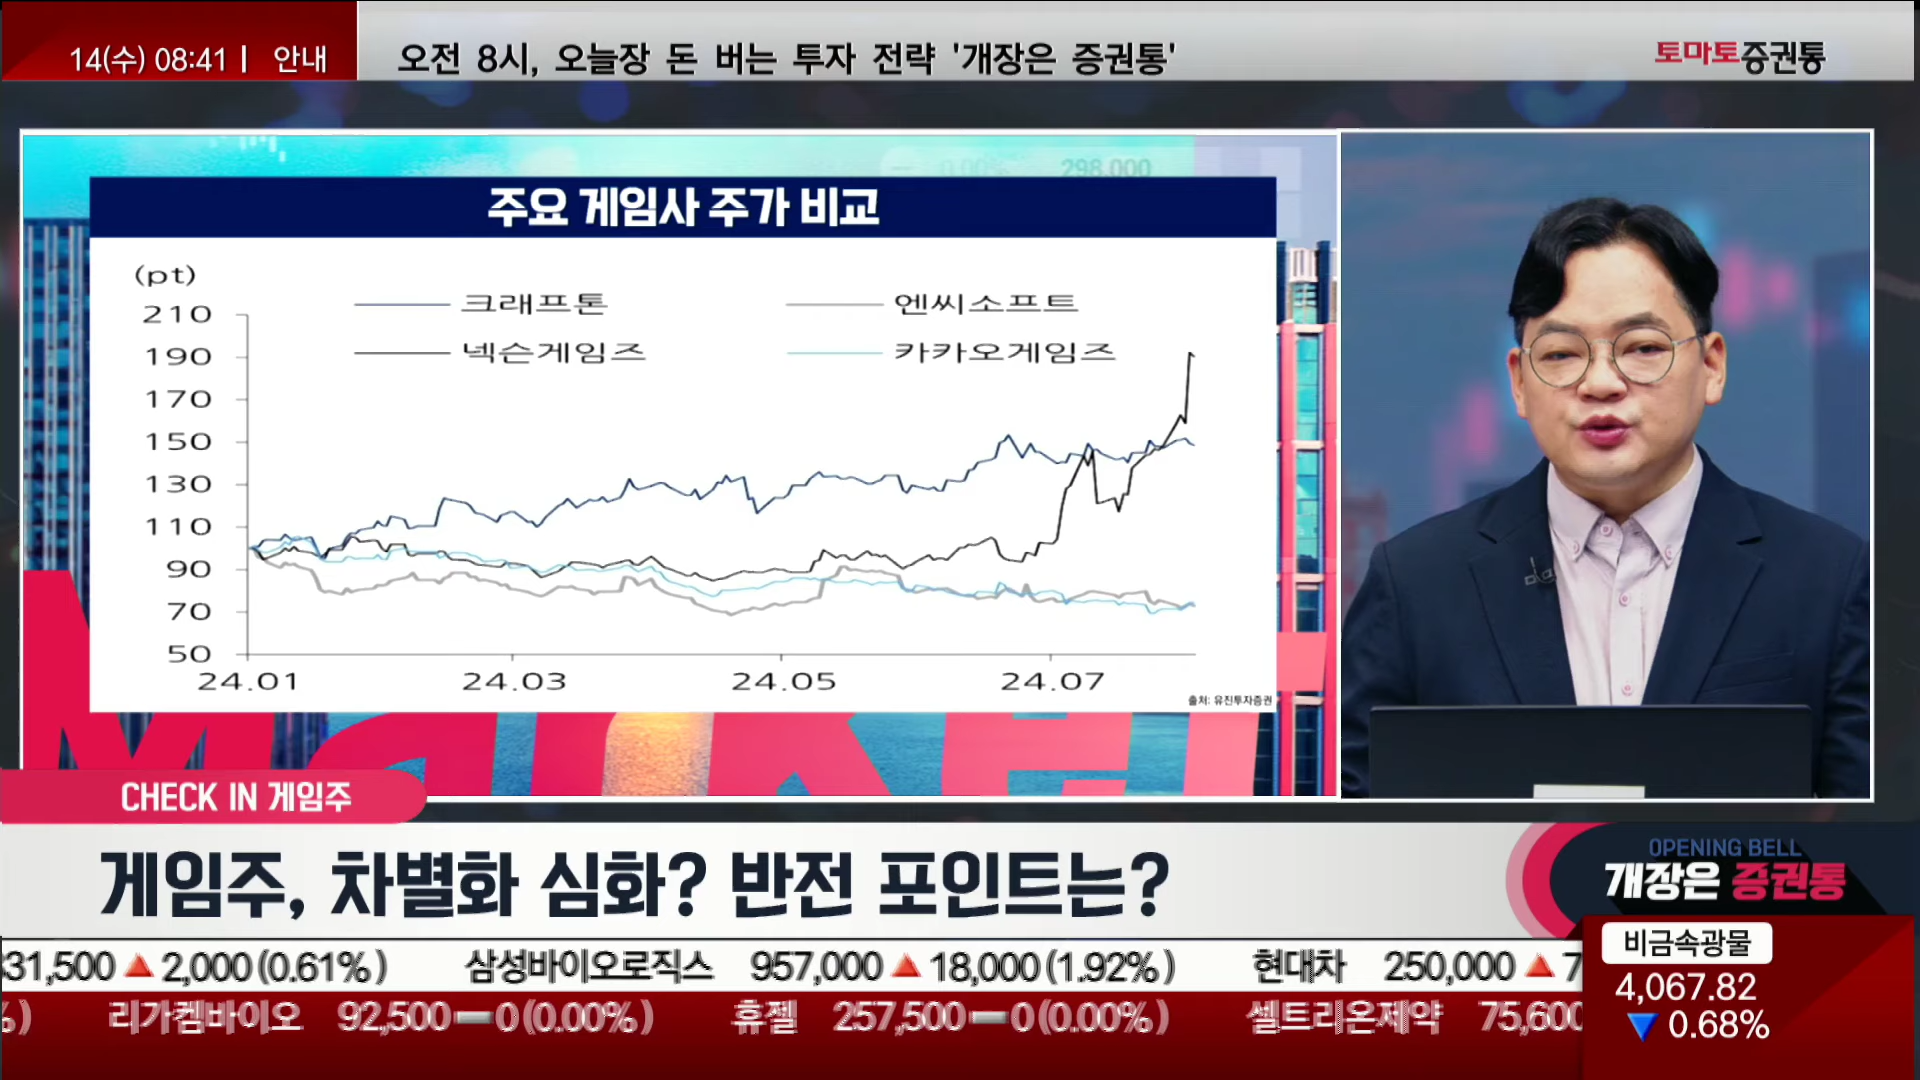 14(수) 08:41 | 안내
오전 8시, 오늘장 돈 버는 투자 전략 '개장은 증권통'
토마토증권통
0.00% 298,000
주요 게임사 주가 비교
(pt)
크래프톤 엔씨소프트
넥슨게임즈 카카오게임즈
210
190
170
150
130
110
90
70
50
24.01 24.03 24.05 24.07
출처: 유진투자증권
Market
CHECK IN 게임주
게임주, 차별화 심화? 반전 포인트는?
OPENING BELL
개장은 증권통
31,500 ▲ 2,000(0.61%) 삼성바이오로직스 957,000 ▲ 18,000(1.92%) 현대차 250,000 ▲ 7
%) 리가켐바이오 92,500 0(0.00%) 휴젤 257,500 0(0.00%) 셀트리온제약 75,600
비금속광물
4,067.82
▼ 0.68%